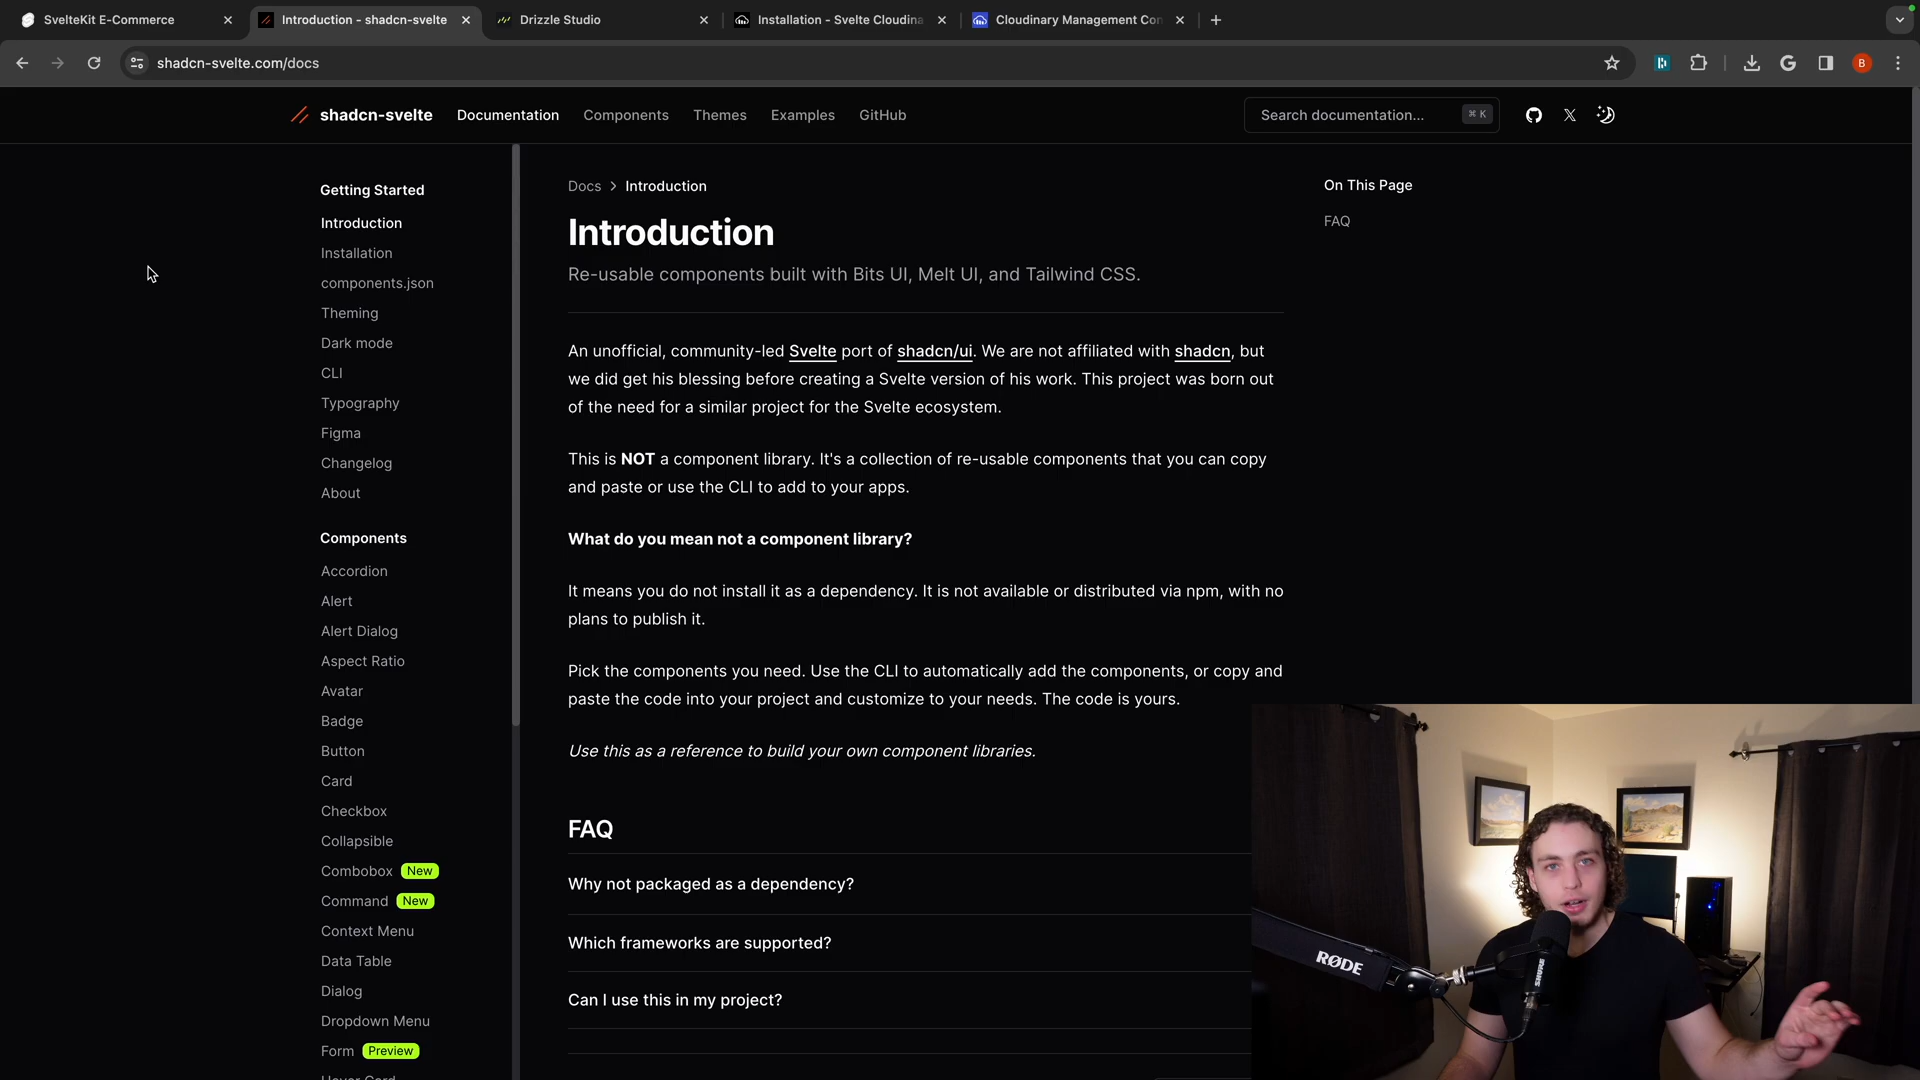 SvelteKit E-Commerce
Introduction - shadcn-svelte
Drizzle Studio
Installation - Svelte Cloudina
Cloudinary Management Con
shadcn-svelte.com/docs
B
shadcn-svelte
Documentation
Components
Themes
Examples
GitHub
Search documentation...
⌘ K
Getting Started
Introduction
Installation
components.json
Theming
Dark mode
CLI
Typography
Figma
Changelog
About
Components
Accordion
Alert
Alert Dialog
Aspect Ratio
Avatar
Badge
Button
Card
Checkbox
Collapsible
Combobox New
Command New
Context Menu
Data Table
Dialog
Dropdown Menu
Form Preview
Docs > Introduction
Introduction
Re-usable components built with Bits UI, Melt UI, and Tailwind CSS.
An unofficial, community-led Svelte port of shadcn/ui. We are not affiliated with shadcn, but
we did get his blessing before creating a Svelte version of his work. This project was born out
of the need for a similar project for the Svelte ecosystem.
This is NOT a component library. It's a collection of re-usable components that you can copy
and paste or use the CLI to add to your apps.
What do you mean not a component library?
It means you do not install it as a dependency. It is not available or distributed via npm, with no
plans to publish it.
Pick the components you need. Use the CLI to automatically add the components, or copy and
paste the code into your project and customize to your needs. The code is yours.
Use this as a reference to build your own component libraries.
FAQ
Why not packaged as a dependency?
Which frameworks are supported?
Can I use this in my project?
On This Page
FAQ
RØDE
SHURE